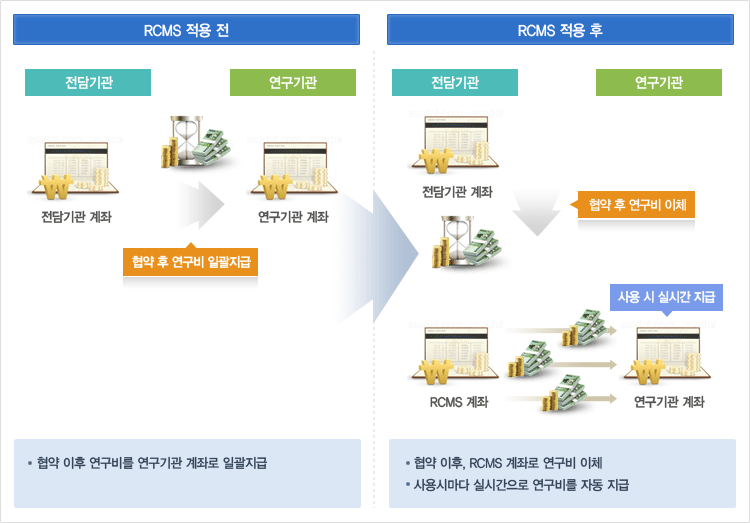 RCMS 적용 전
전담기관
연구기관
전담기관 계좌
연구기관 계좌
협약 후 연구비 일괄지급
• 협약 이후 연구비를 연구기관 계좌로 일괄지급
RCMS 적용 후
전담기관
연구기관
전담기관 계좌
협약 후 연구비 이체
사용 시 실시간 지급
RCMS 계좌
연구기관 계좌
• 협약 이후, RCMS 계좌로 연구비 이체
• 사용시마다 실시간으로 연구비를 자동 지급